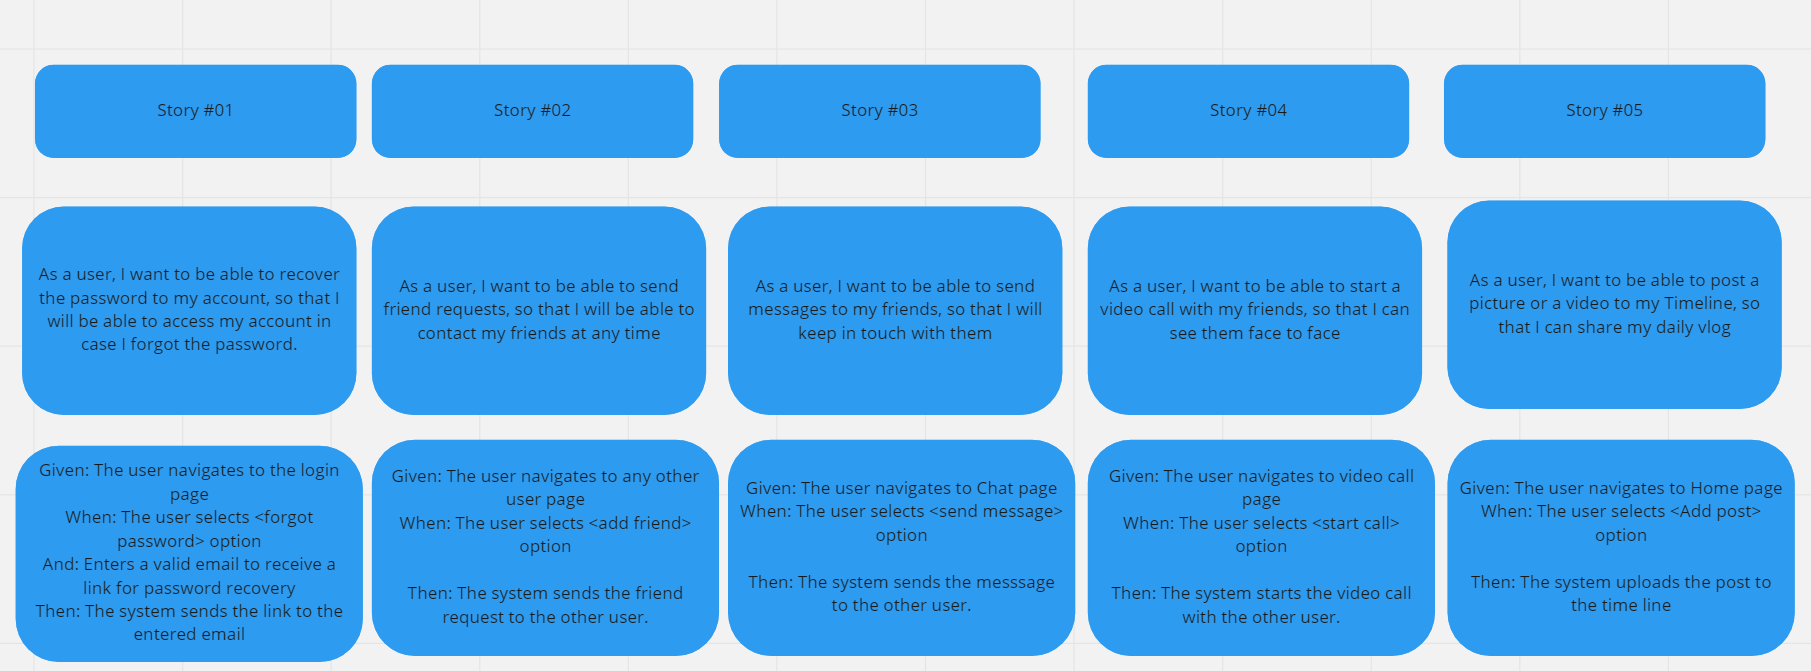 Story #01
Story #02
Story #03
Story #04
Story #05
As a user, I want to be able to recover
the password to my account, so that I
will be able to access my account in
case I forgot the password.
As a user, I want to be able to send
friend requests, so that I will be able to
contact my friends at any time
As a user, I want to be able to send
messages to my friends, so that I will
keep in touch with them
As a user, I want to be able to start a
video call with my friends, so that I can
see them face to face
As a user, I want to be able to post a
picture or a video to my Timeline, so
that I can share my daily vlog
Given: The user navigates to the login
page
When: The user selects <forgot
password> option
And: Enters a valid email to receive a
link for password recovery
Then: The system sends the link to the
entered email
Given: The user navigates to any other
user page
When: The user selects <add friend>
option
Then: The system sends the friend
request to the other user.
Given: The user navigates to Chat page
When: The user selects <send message>
option
Then: The system sends the messsage
to the other user.
Given: The user navigates to video call
page
When: The user selects <start call>
option
Then: The system starts the video call
with the other user.
Given: The user navigates to Home page
When: The user selects <Add post>
option
Then: The system uploads the post to
the time line